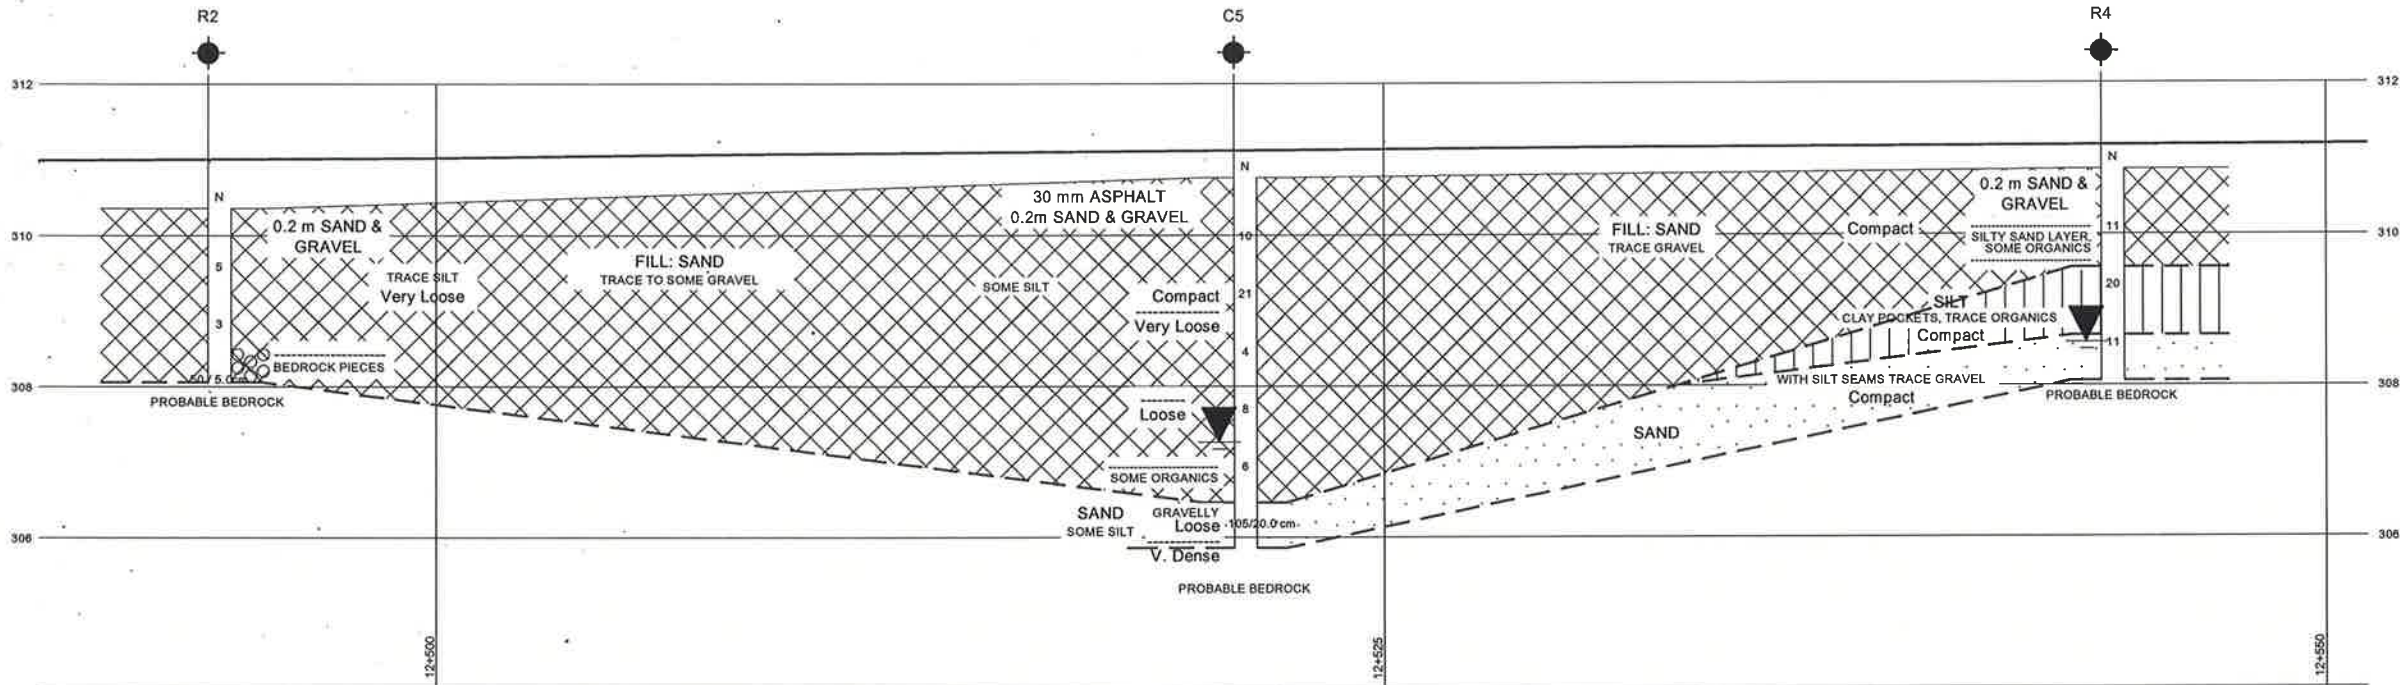 R2
C5
R4
312
312
N
N
N
30 mm ASPHALT
0.2m SAND & GRAVEL
0.2 m SAND &
GRAVEL
0.2 m SAND &
GRAVEL
310
10
FILL: SAND
TRACE GRAVEL
Compact
11
SILTY SAND LAYER,
SOME ORGANICS
310
5
TRACE SILT
Very Loose
FILL: SAND
TRACE TO SOME GRAVEL
SOME SILT
Compact
21
20
SILT
CLAY POCKETS, TRACE ORGANICS
Compact
3
Very Loose
4
11
BEDROCK PIECES
308
50 / 5.0
WITH SILT SEAMS TRACE GRAVEL
Compact
308
PROBABLE BEDROCK
PROBABLE BEDROCK
Loose
8
SAND
6
SOME ORGANICS
SAND
SOME SILT
GRAVELLY
Loose
105/20.0 cm
306
306
V. Dense
PROBABLE BEDROCK
12+500
12+525
12+550